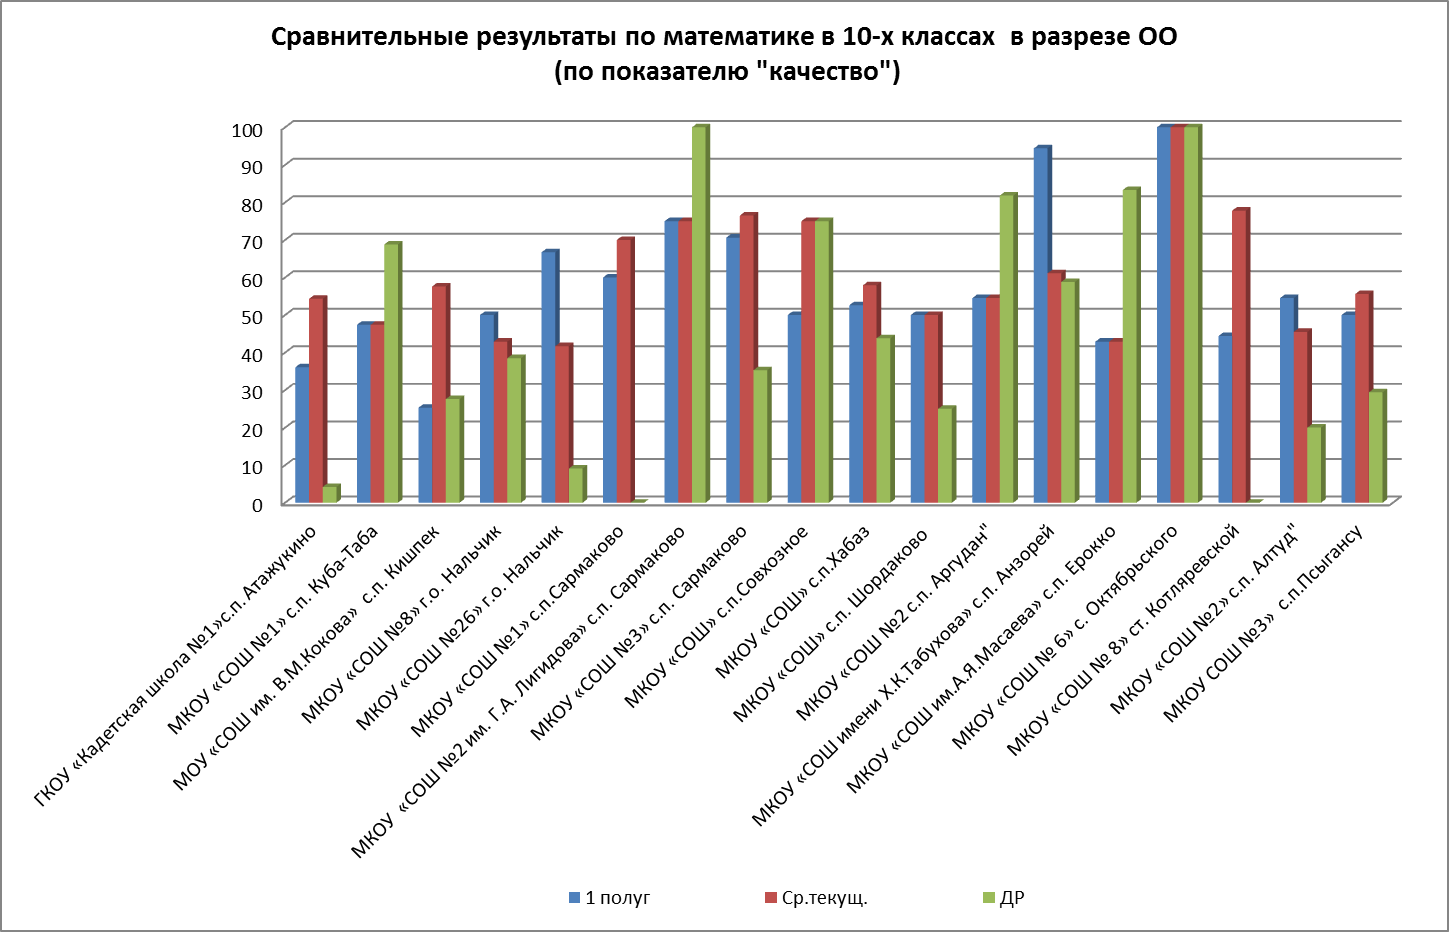 Сравнительные результаты по математике в 10-х классах  в разрезе ОО
(по показателю "качество")
100
90
80
70
60
50
40
30
20
10
0
ГКОУ «Кадетская школа №1»с.п. Атажукино
МКОУ «СОШ №1» с.п. Куба-Таба
МОУ «СОШ им. В.М.Кокова»  с.п. Кишпек
МКОУ «СОШ №8» г.о. Нальчик
МКОУ «СОШ №26» г.о. Нальчик
МКОУ «СОШ №1» с.п.Сармаково
МКОУ  «СОШ №2 им. Г.А. Лигидова» с.п. Сармаково
МКОУ «СОШ №3» с.п. Сармаково
МКОУ «СОШ» с.п.Совхозное
МКОУ «СОШ» с.п.Хабаз
МКОУ «СОШ» с.п. Шордаково
МКОУ «СОШ №2 с.п. Аргудан"
МКОУ «СОШ имени Х.К.Табухова» с.п. Анзорей
МКОУ «СОШ им.А.Я.Масаева» с.п. Ерокко
МКОУ «СОШ № 6» с. Октябрьского
МКОУ «СОШ № 8» ст. Котляревской
МКОУ «СОШ №2» с.п. Алтуд"
МКОУ СОШ №3»  с.п.Псыгансу
1 полуг
Ср.текущ.
ДР